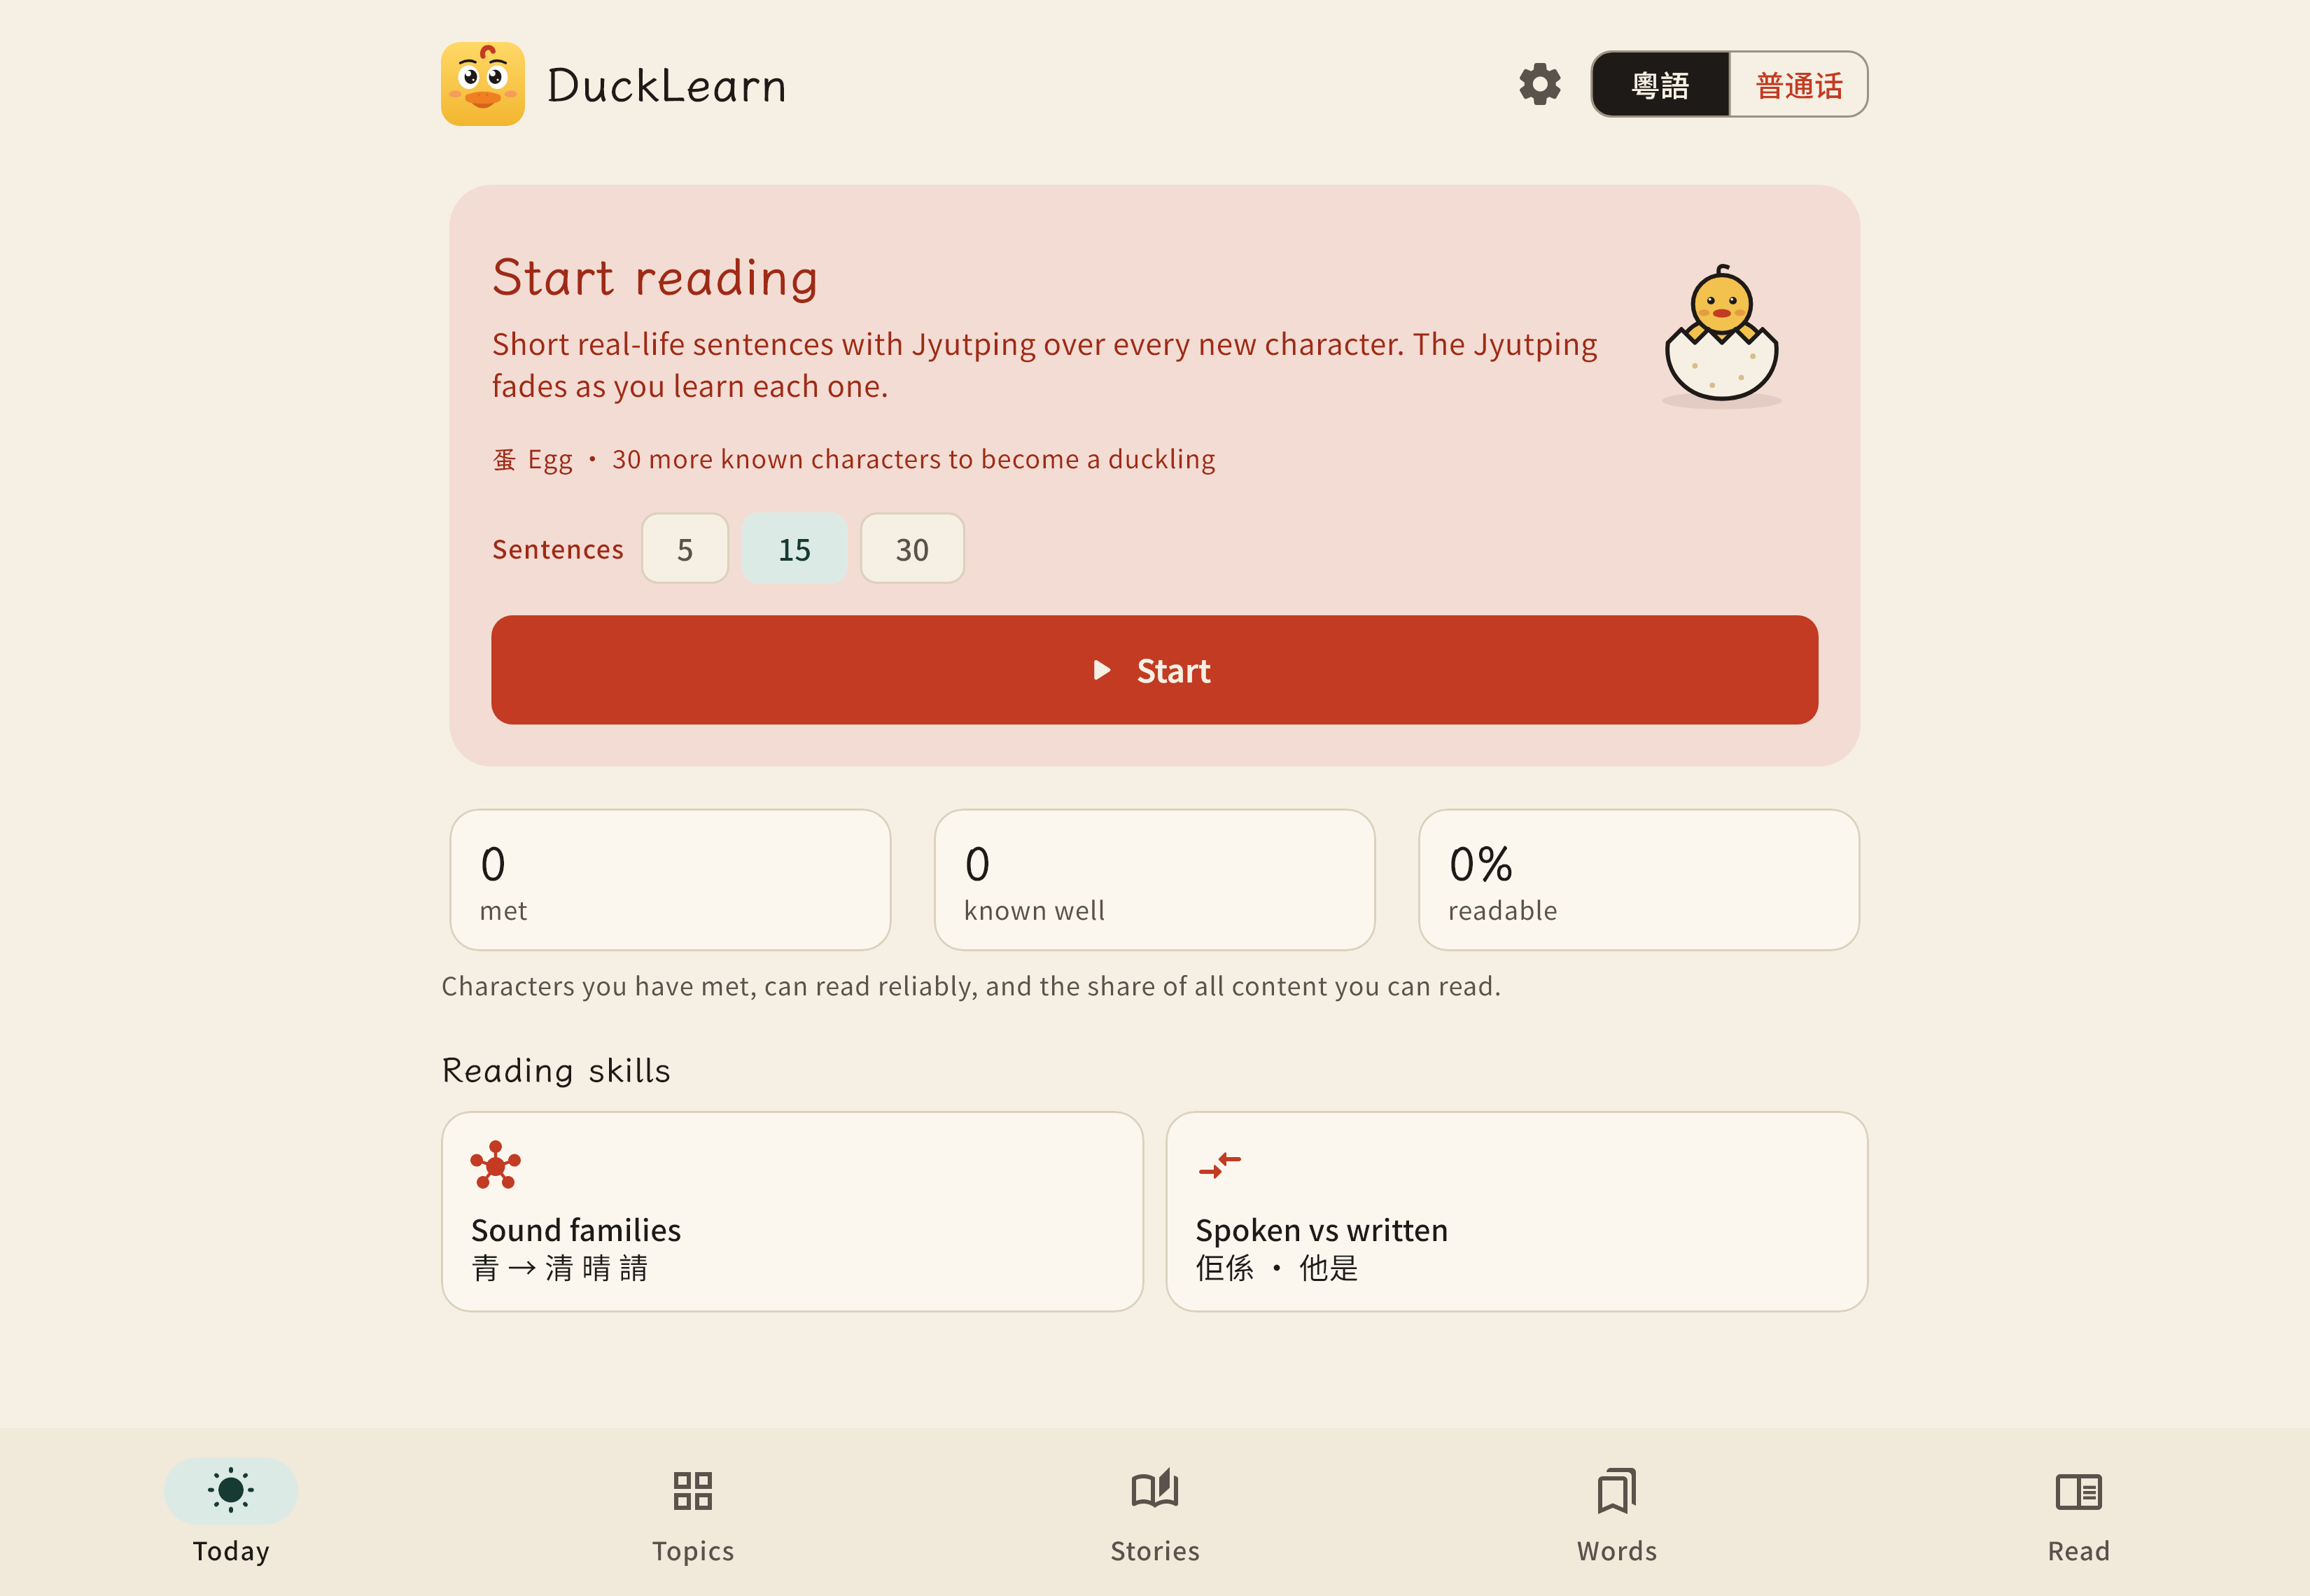 DuckLearn
粵語 普通话
Start reading
Short real-life sentences with Jyutping over every new character. The Jyutping
fades as you learn each one.
蛋 Egg · 30 more known characters to become a duckling
Sentences 5 15 30
Start
0 0 0%
met known well readable
Characters you have met, can read reliably, and the share of all content you can read.
Reading skills
Sound families Spoken vs written
青 → 清 晴 請 佢係 · 他是
Today Topics Stories Words Read